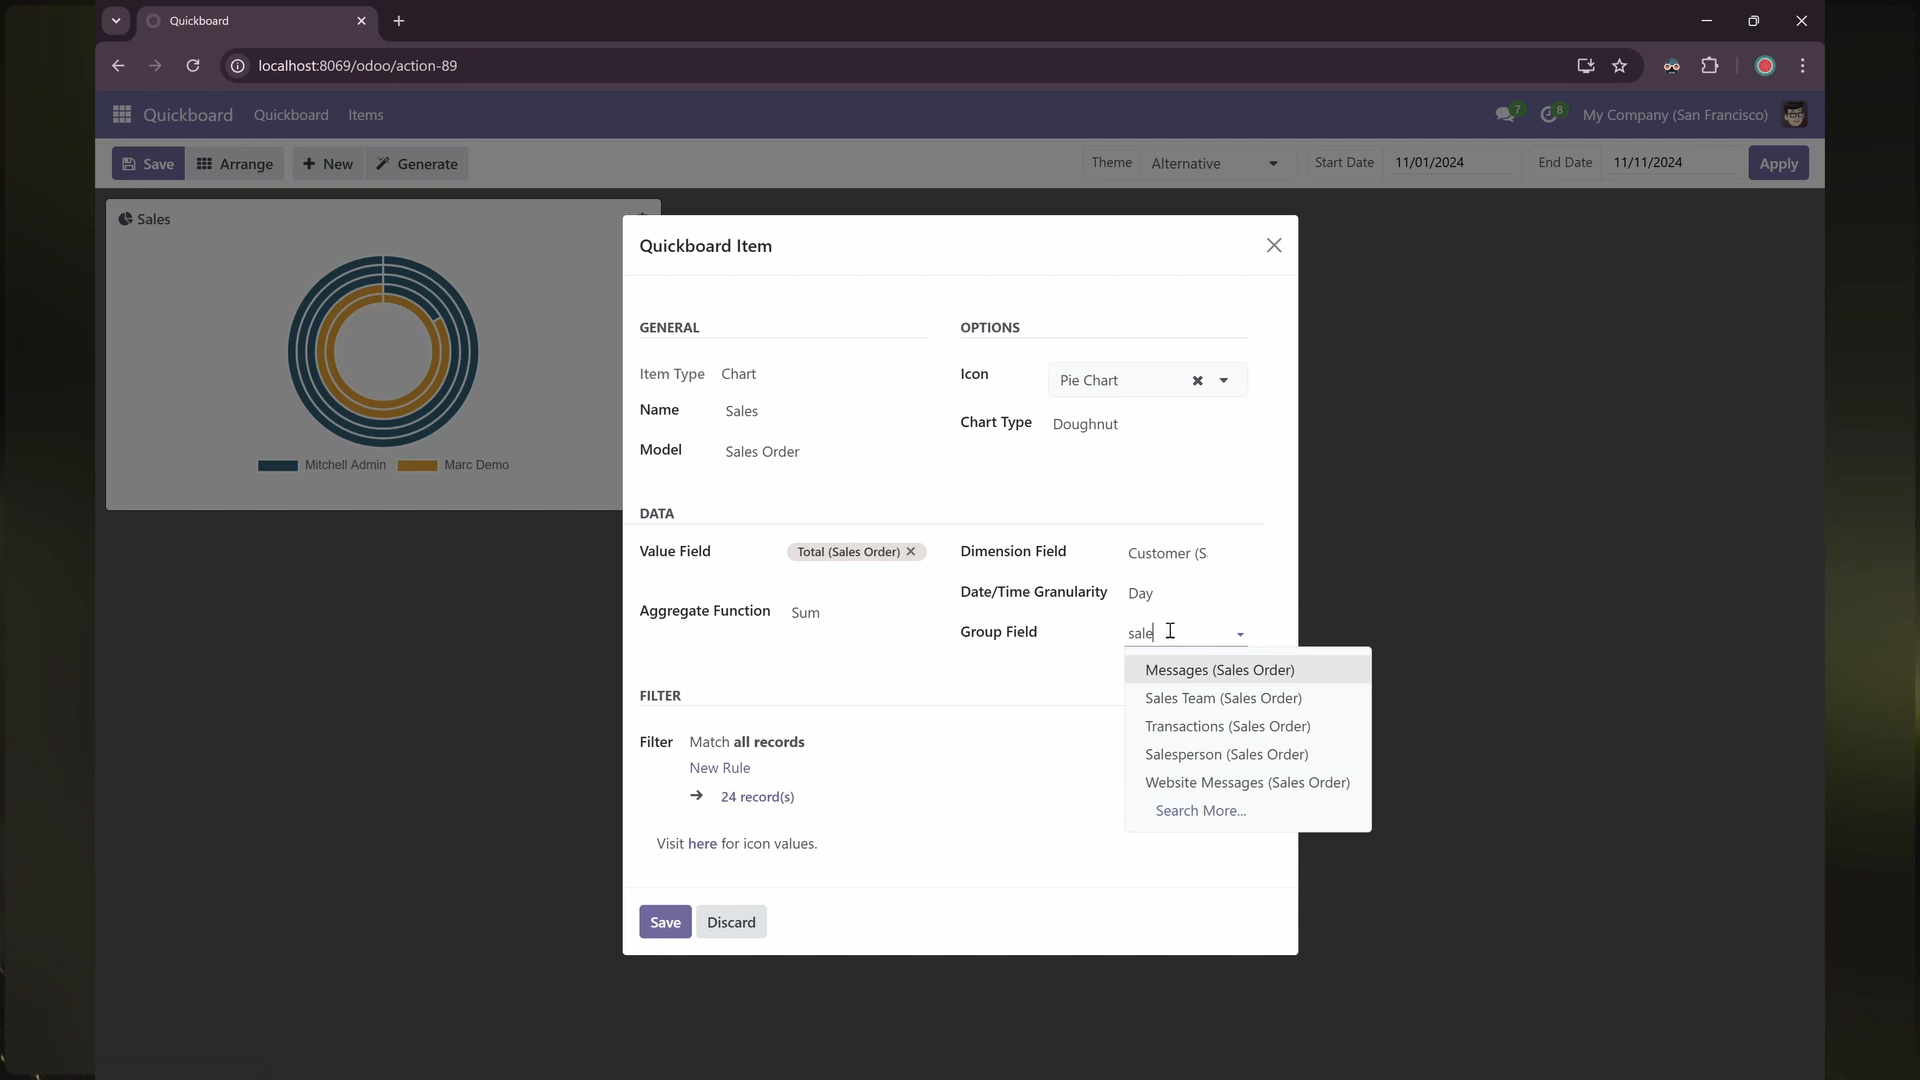 Quickboard
localhost:8069/odoo/action-89
Quickboard Quickboard Items 7 8 My Company (San Francisco)
Save Arrange New Generate Theme Alternative Start Date 11/01/2024 End Date 11/11/2024 Apply
Sales
Mitchell Admin Marc Demo
Quickboard Item
GENERAL OPTIONS
Item Type Chart Icon Pie Chart
Name Sales
Chart Type Doughnut
Model Sales Order
DATA
Value Field Total (Sales Order) Dimension Field Customer (S
Date/Time Granularity Day
Aggregate Function Sum
Group Field sale
Messages (Sales Order)
Sales Team (Sales Order)
Transactions (Sales Order)
Salesperson (Sales Order)
Website Messages (Sales Order)
Search More...
FILTER
Filter Match all records
New Rule
24 record(s)
Visit here for icon values.
Save Discard